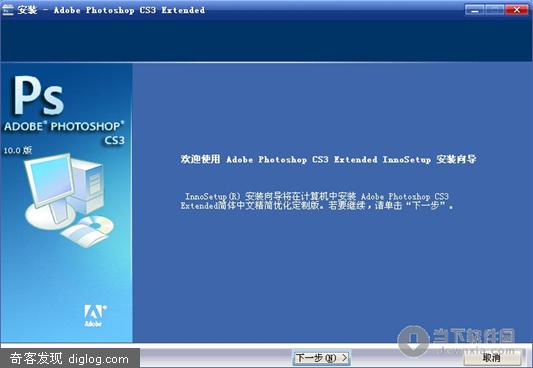 安装 - Adobe Photoshop CS3 Extended
Ps
ADOBE® PHOTOSHOP®
CS3
10.0 版
欢迎使用 Adobe Photoshop CS3 Extended InnoSetup 安装向导
InnoSetup(R) 安装向导将在计算机中安装 Adobe Photoshop CS3
Extended简体中文精简优化定制版。若要继续，请单击“下一步”。
Adobe
奇客发现 diglog.com
下一步(N) >
当下软件园
取消